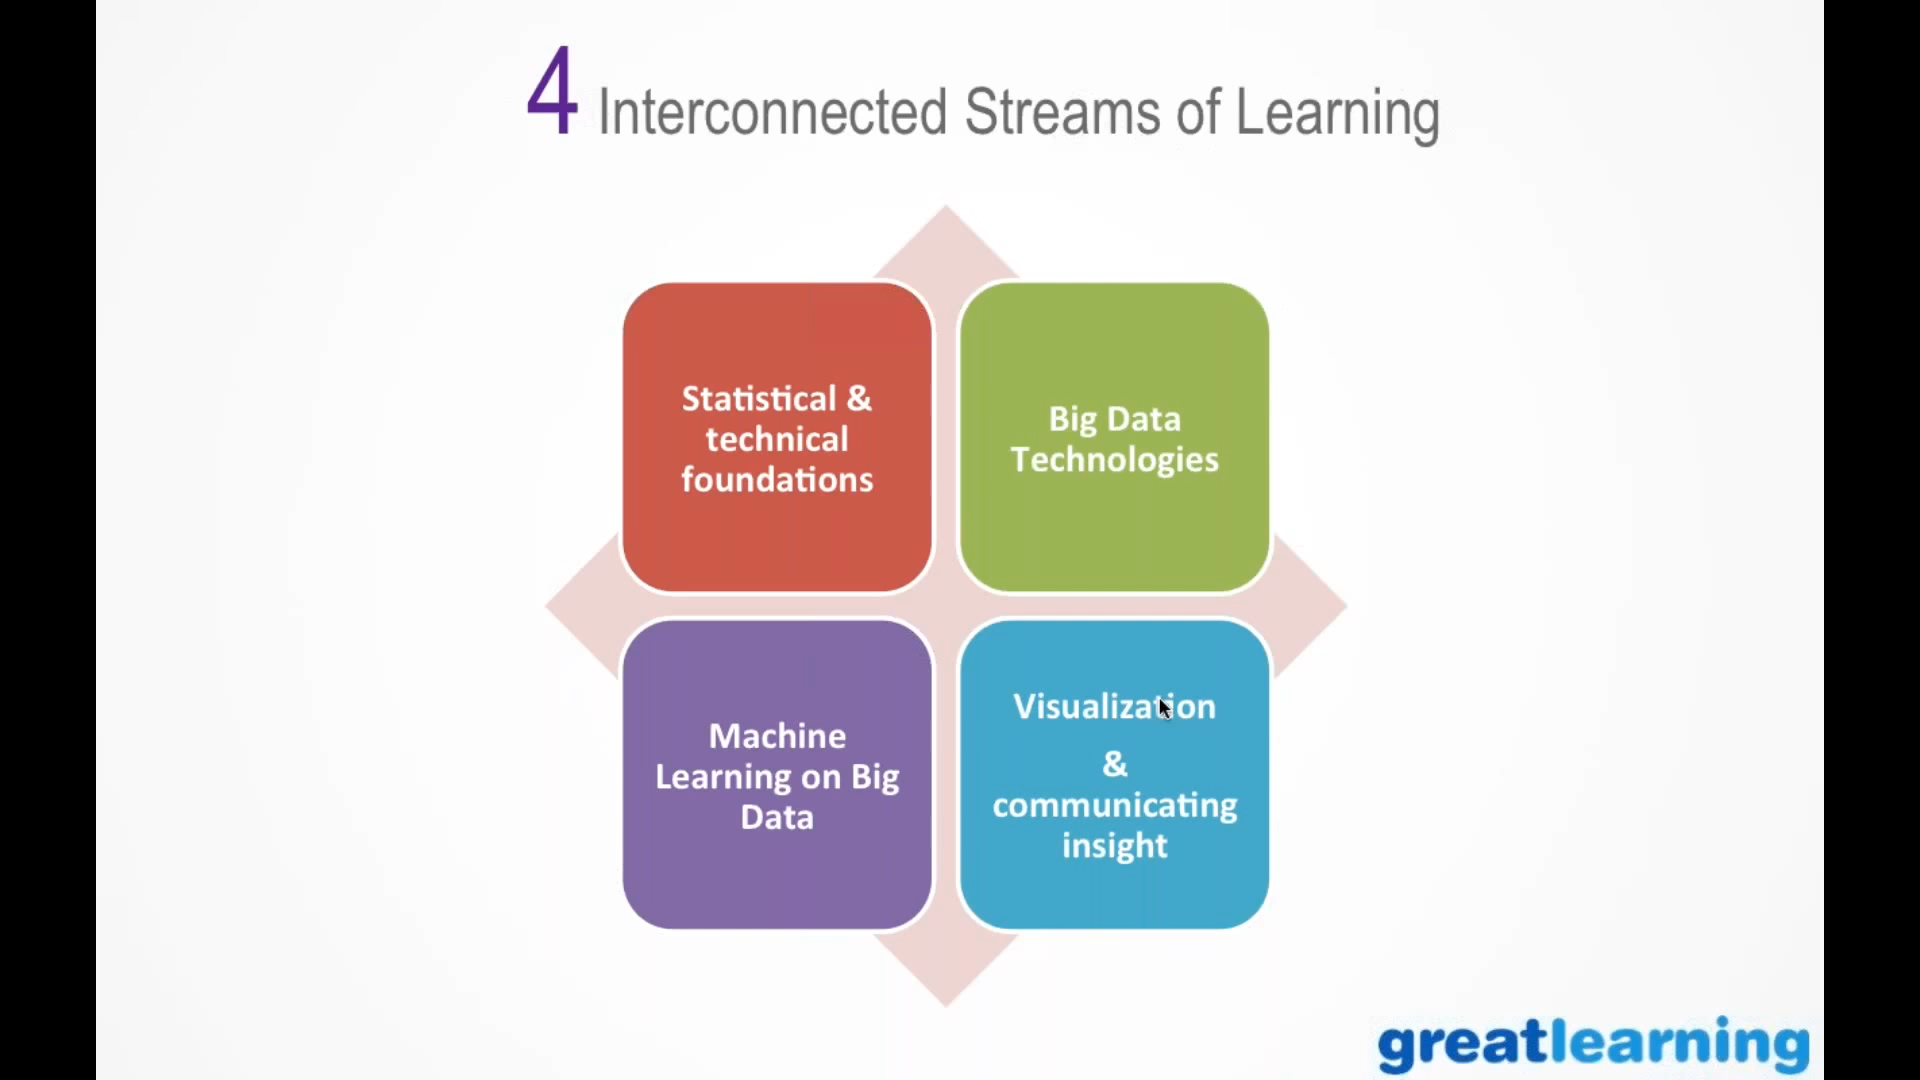 4 Interconnected Streams of Learning
Statistical &
technical
foundations
Big Data
Technologies
Machine
Learning on Big
Data
Visualization
&
communicating
insight
greatlearning